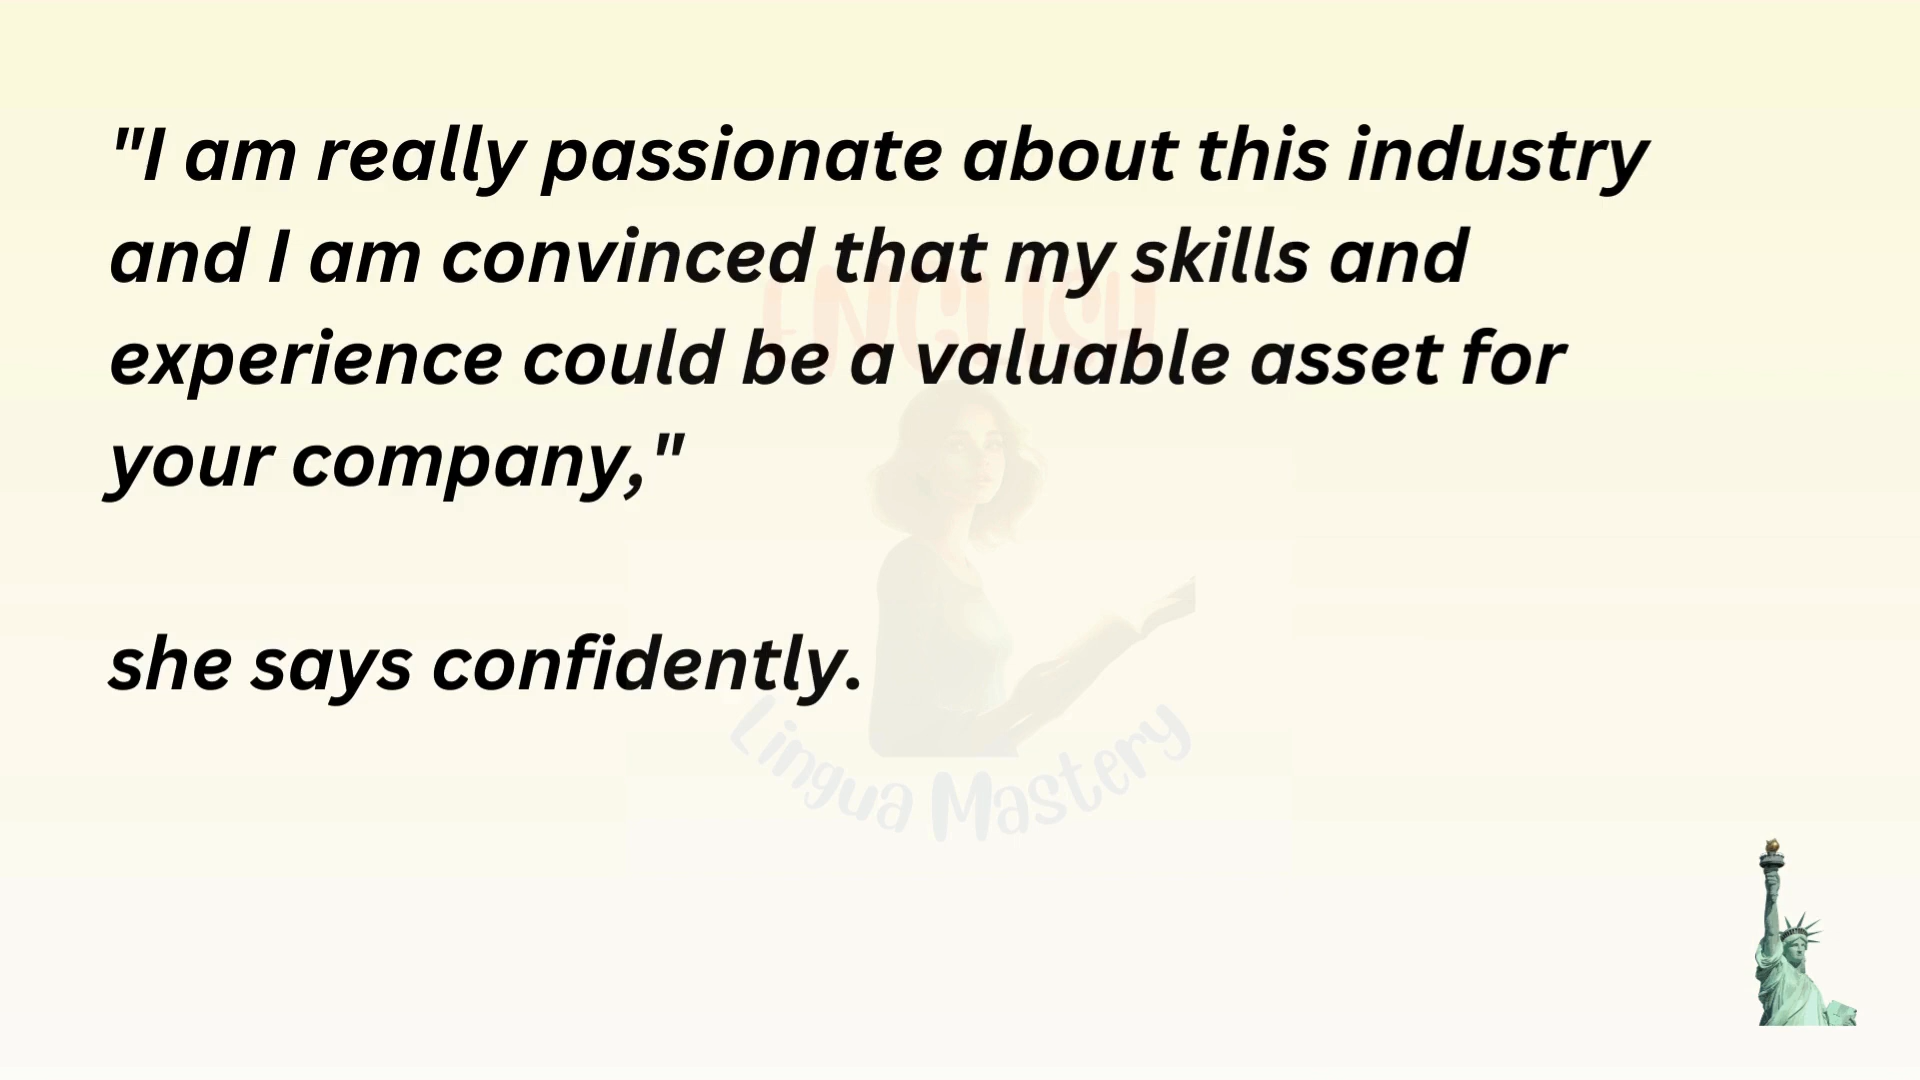 "I am really passionate about this industry
and I am convinced that my skills and
experience could be a valuable asset for
your company,"
she says confidently.
ENGLISH
Lingua Mastery